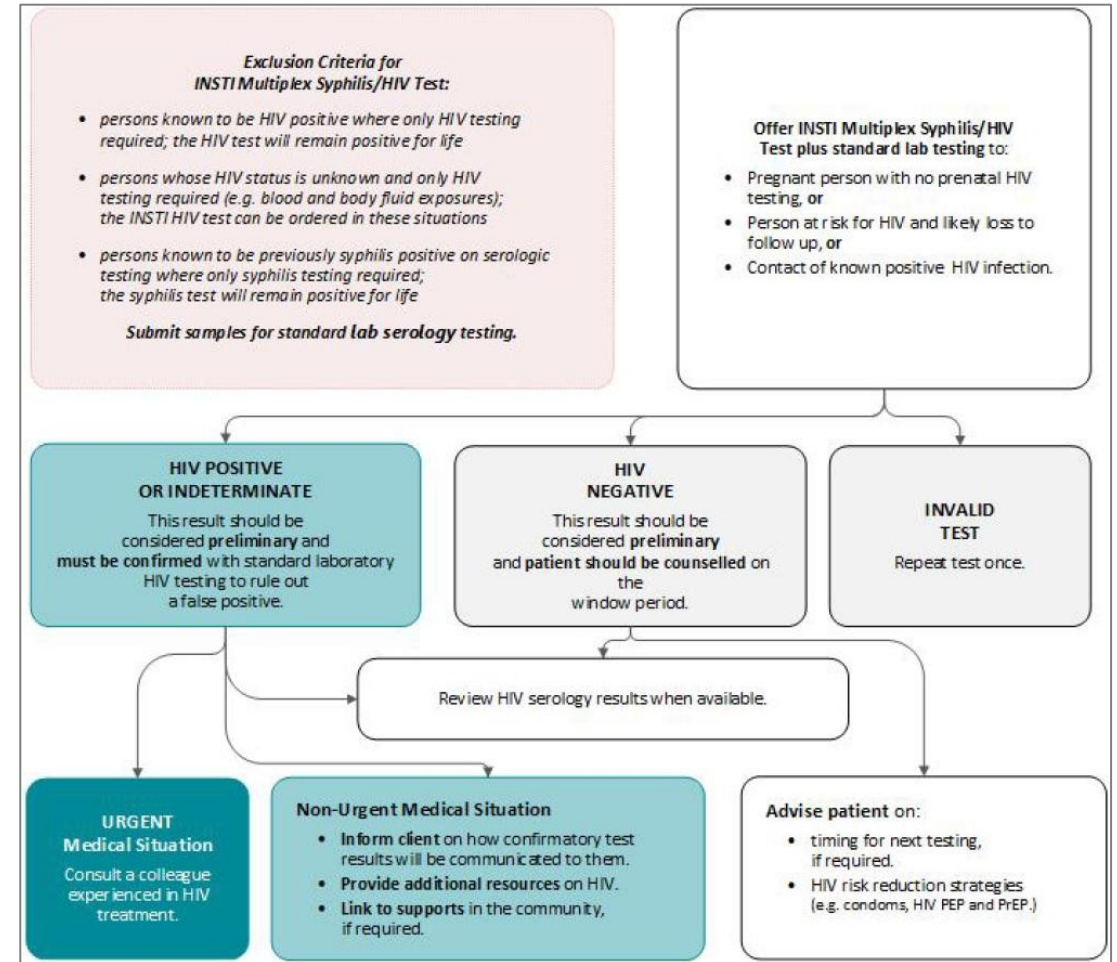 Exclusion Criteria for
INSTI Multiplex Syphilis/HIV Test:
• persons known to be HIV positive where only HIV testing
required; the HIV test will remain positive for life
• persons whose HIV status is unknown and only HIV
testing required (e.g. blood and body fluid exposures);
the INSTI HIV test can be ordered in these situations
• persons known to be previously syphilis positive on serologic
testing where only syphilis testing required;
the syphilis test will remain positive for life
Submit samples for standard lab serology testing.
Offer INSTI Multiplex Syphilis/HIV
Test plus standard lab testing to:
• Pregnant person with no prenatal HIV
testing, or
• Person at risk for HIV and likely loss to
follow up, or
• Contact of known positive HIV infection.
HIV POSITIVE
OR INDETERMINATE
This result should be
considered preliminary and
must be confirmed with standard laboratory
HIV testing to rule out
a false positive.
HIV
NEGATIVE
This result should be
considered preliminary
and patient should be counselled on
the
window period.
INVALID
TEST
Repeat test once.
Review HIV serology results when available.
URGENT
Medical Situation
Consult a colleague
experienced in HIV
treatment.
Non-Urgent Medical Situation
• Inform client on how confirmatory test
results will be communicated to them.
• Provide additional resources on HIV.
• Link to supports in the community,
if required.
Advise patient on:
• timing for next testing,
if required.
• HIV risk reduction strategies
(e.g. condoms, HIV PEP and PrEP.)